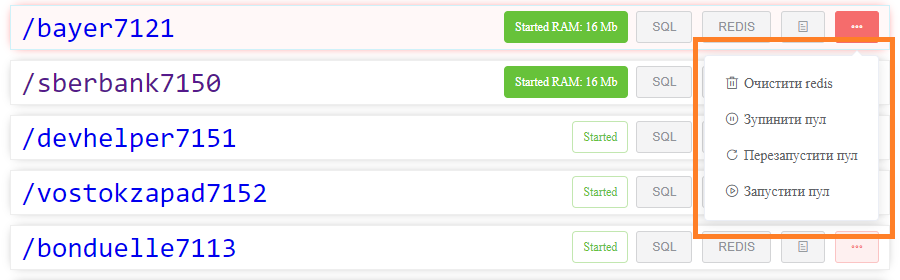 /bayer7121 Started RAM: 16 Mb SQL REDIS ···
/sberbank7150 Started RAM: 16 Mb SQL
Очистити redis
Зупинити пул
/devhelper7151 Started SQL
Перезапустити пул
/vostokzapad7152 Started SQL
Запустити пул
/bonduelle7113 Started SQL REDIS ···